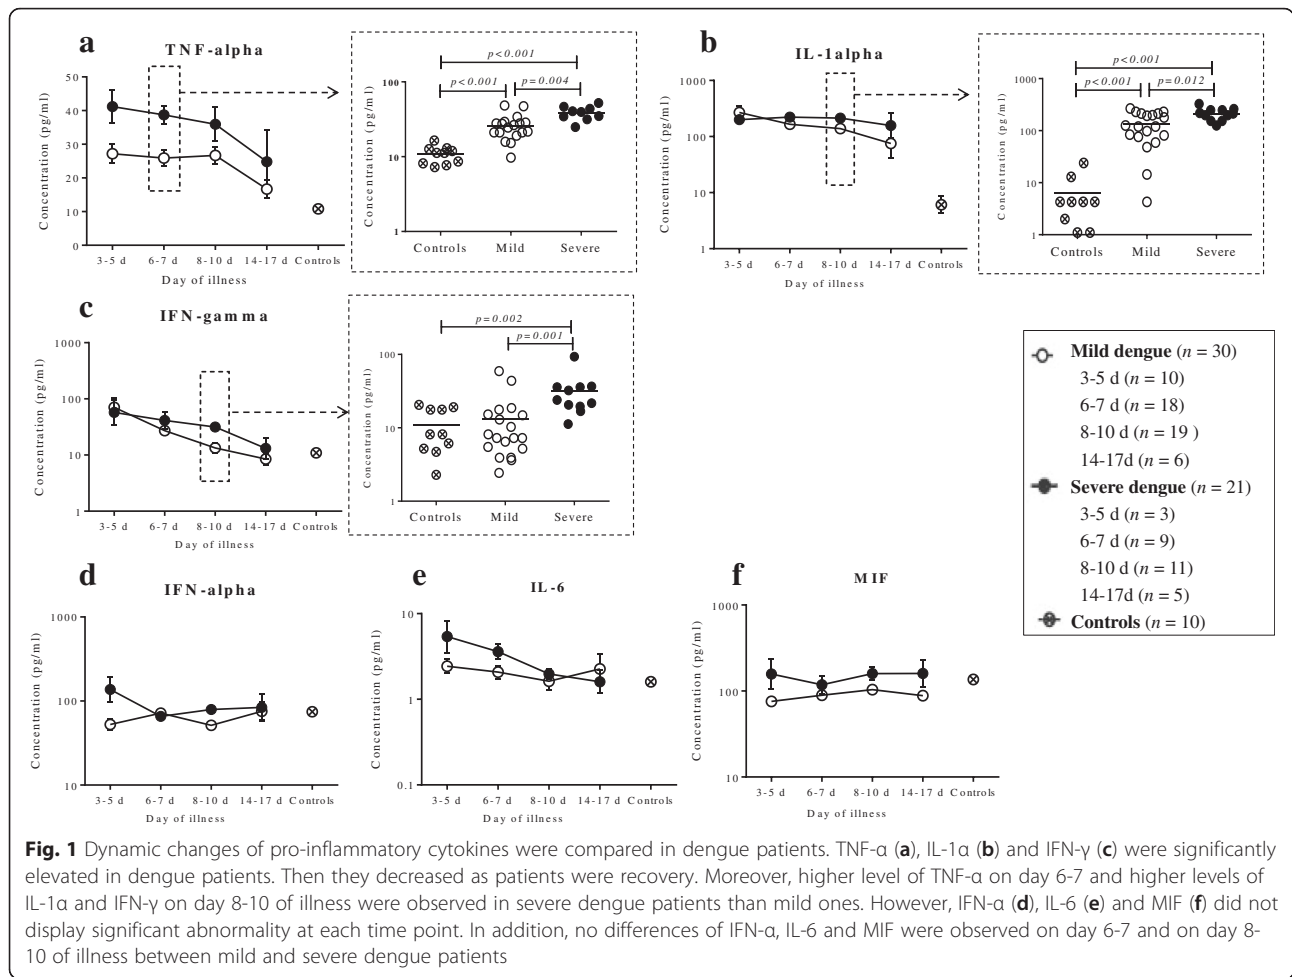 a
TNF-alpha
Concentration (pg/ml)
50
40
30
20
10
0
3-5 d 6-7 d 8-10 d 14-17 d Controls
Day of illness
p<0.001
p<0.001 p=0.004
Concentration (pg/ml)
100
10
1
Controls Mild Severe
b
IL-1alpha
Concentration (pg/ml)
1000
100
10
1
3-5 d 6-7 d 8-10 d 14-17 d Controls
Day of illness
p<0.001
p<0.001 p=0.012
Concentration (pg/ml)
1000
100
10
1
Controls Mild Severe
c
IFN-gamma
Concentration (pg/ml)
1000
100
10
1
3-5 d 6-7 d 8-10 d 14-17 d Controls
Day of illness
p=0.002
p=0.001
Concentration (pg/ml)
100
10
1
Controls Mild Severe
Mild dengue (n = 30)
3-5 d (n = 10)
6-7 d (n = 18)
8-10 d (n = 19 )
14-17d (n = 6)
Severe dengue (n = 21)
3-5 d (n = 3)
6-7 d (n = 9)
8-10 d (n = 11)
14-17d (n = 5)
Controls (n = 10)
d
IFN-alpha
Concentration (pg/ml)
1000
100
10
3-5 d 6-7 d 8-10 d 14-17 d Controls
Day of illness
e
IL-6
Concentration (pg/ml)
10
1
0.1
3-5 d 6-7 d 8-10 d 14-17 d Controls
Day of illness
f
MIF
Concentration (pg/ml)
1000
100
10
3-5 d 6-7 d 8-10 d 14-17 d Controls
Day of illness
Fig. 1 Dynamic changes of pro-inflammatory cytokines were compared in dengue patients. TNF-α (a), IL-1α (b) and IFN-γ (c) were significantly
elevated in dengue patients. Then they decreased as patients were recovery. Moreover, higher level of TNF-α on day 6-7 and higher levels of
IL-1α and IFN-γ on day 8-10 of illness were observed in severe dengue patients than mild ones. However, IFN-α (d), IL-6 (e) and MIF (f) did not
display significant abnormality at each time point. In addition, no differences of IFN-α, IL-6 and MIF were observed on day 6-7 and on day 8-
10 of illness between mild and severe dengue patients